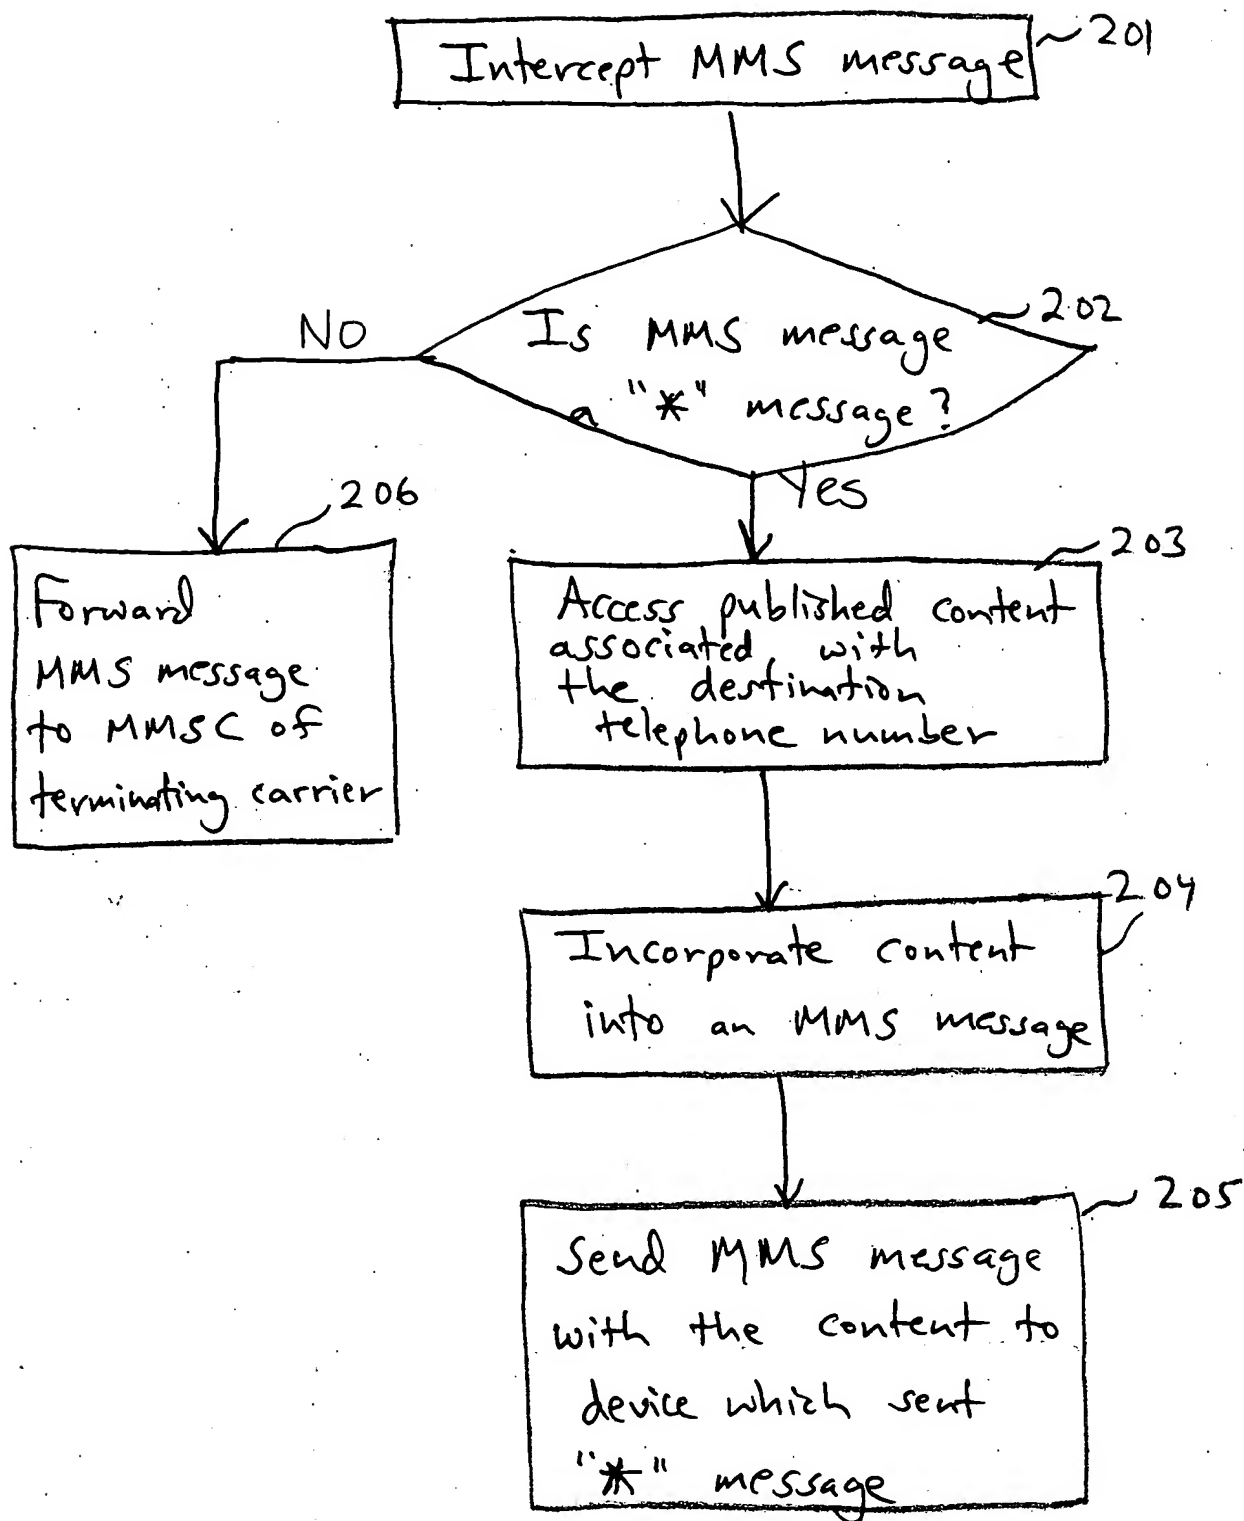 Intercept MMS message
201
202
Is MMS message
a "*" message?
NO
Yes
206
Forward
MMS message
to MMSC of
terminating carrier
203
Access published content
associated with
the destination
telephone number
204
Incorporate content
into an MMS message
205
Send MMS message
with the content to
device which sent
"*" message